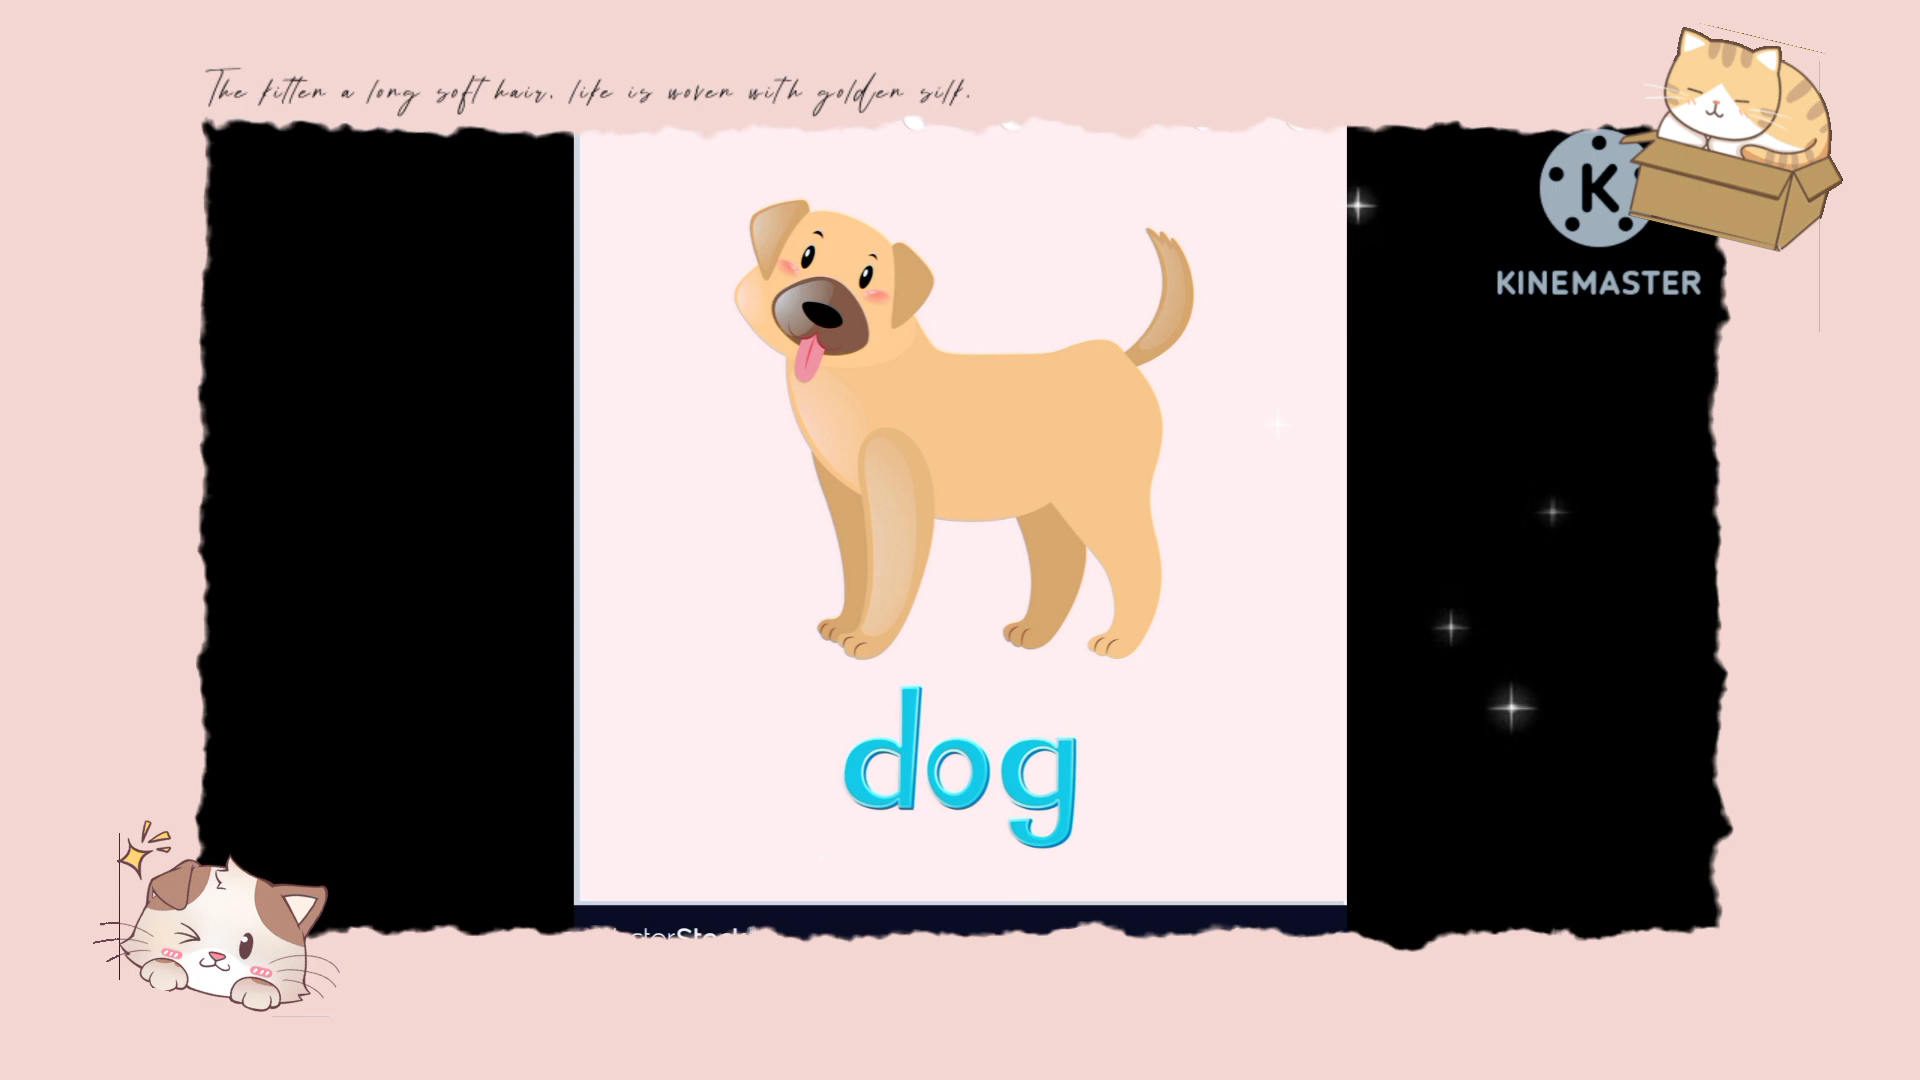 The kitten a long soft hair, like is woven with golden silk.
K
KINEMASTER
dog